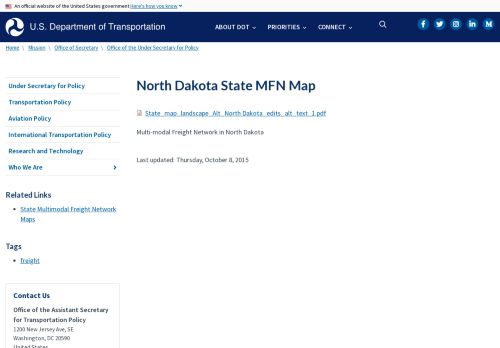 An official website of the United States government Here's how you know
U.S. Department of Transportation
ABOUT DOT
PRIORITIES
CONNECT
Home \ Mission \ Office of Secretary \ Office of the Under Secretary for Policy
Under Secretary for Policy
Transportation Policy
Aviation Policy
International Transportation Policy
Research and Technology
Who We Are
Related Links
State Multimodal Freight Network
Maps
Tags
freight
Contact Us
Office of the Assistant Secretary
for Transportation Policy
1200 New Jersey Ave, SE
Washington, DC 20590
United States
North Dakota State MFN Map
State_map_landscape_Alt_North Dakota_edits_alt_text_1.pdf
Multi-modal Freight Network in North Dakota
Last updated: Thursday, October 8, 2015